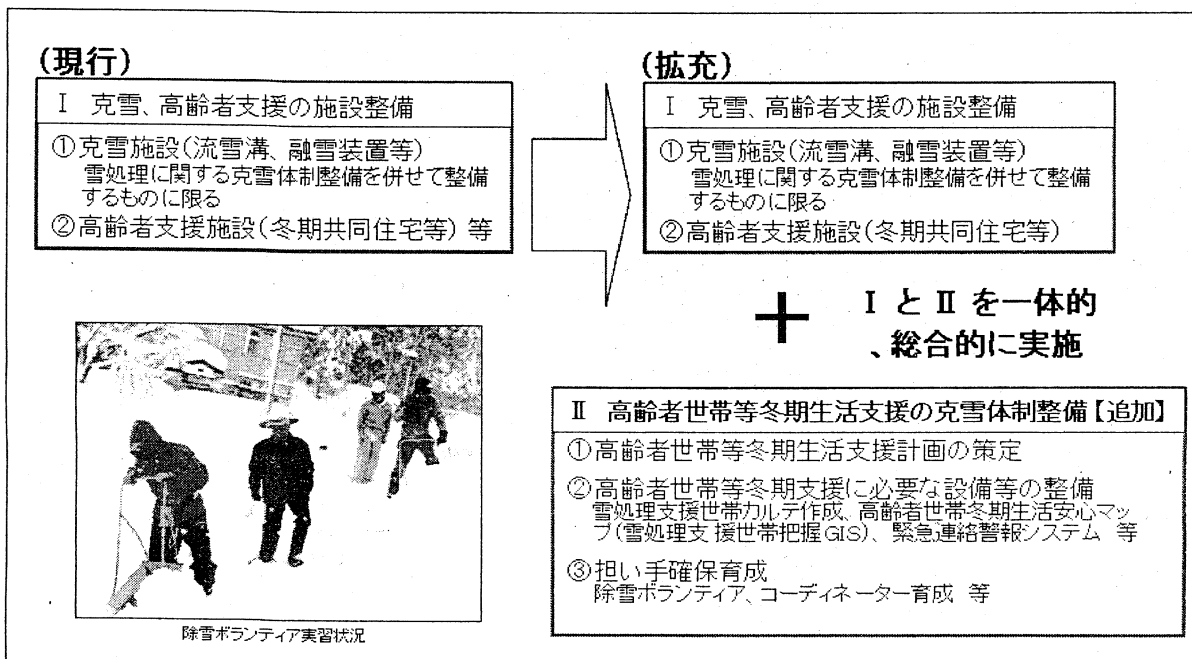 (現行)
Ⅰ 克雪、高齢者支援の施設整備
①克雪施設(流雪溝、融雪装置等)
雪処理に関する克雪体制整備を併せて整備
するものに限る
②高齢者支援施設(冬期共同住宅等) 等
除雪ボランティア実習状況
(拡充)
Ⅰ 克雪、高齢者支援の施設整備
①克雪施設(流雪溝、融雪装置等)
雪処理に関する克雪体制整備を併せて整備
するものに限る
②高齢者支援施設(冬期共同住宅等)
＋ Ⅰ と Ⅱ を一体的
、総合的に実施
Ⅱ 高齢者世帯等冬期生活支援の克雪体制整備【追加】
①高齢者世帯等冬期生活支援計画の策定
②高齢者世帯等冬期支援に必要な設備等の整備
雪処理支援世帯カルテ作成、高齢者世帯冬期生活安心マッ
プ(雪処理支 援世帯把握GIS)、緊急連絡警報システム 等
③担い手確保育成
除雪ボランティア、コーディネーター育成 等